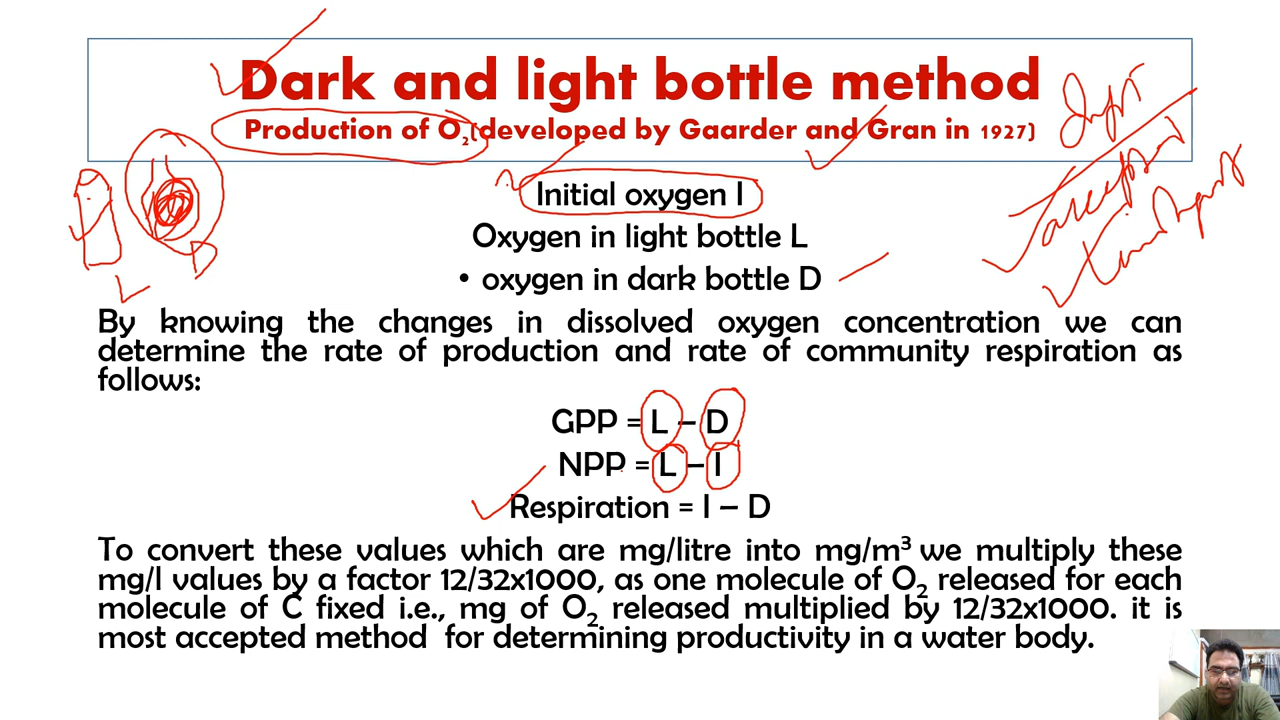 Dark and light bottle method
Production of O₂(developed by Gaarder and Gran in 1927)
Initial oxygen I
Oxygen in light bottle L
• oxygen in dark bottle D
L
D
By knowing the changes in dissolved oxygen concentration we can
determine the rate of production and rate of community respiration as
follows:
GPP = L – D
NPP = L – I
Respiration = I – D
To convert these values which are mg/litre into mg/m³ we multiply these
mg/l values by a factor 12/32x1000, as one molecule of O₂ released for each
molecule of C fixed i.e., mg of O₂ released multiplied by 12/32x1000. it is
most accepted method for determining productivity in a water body.